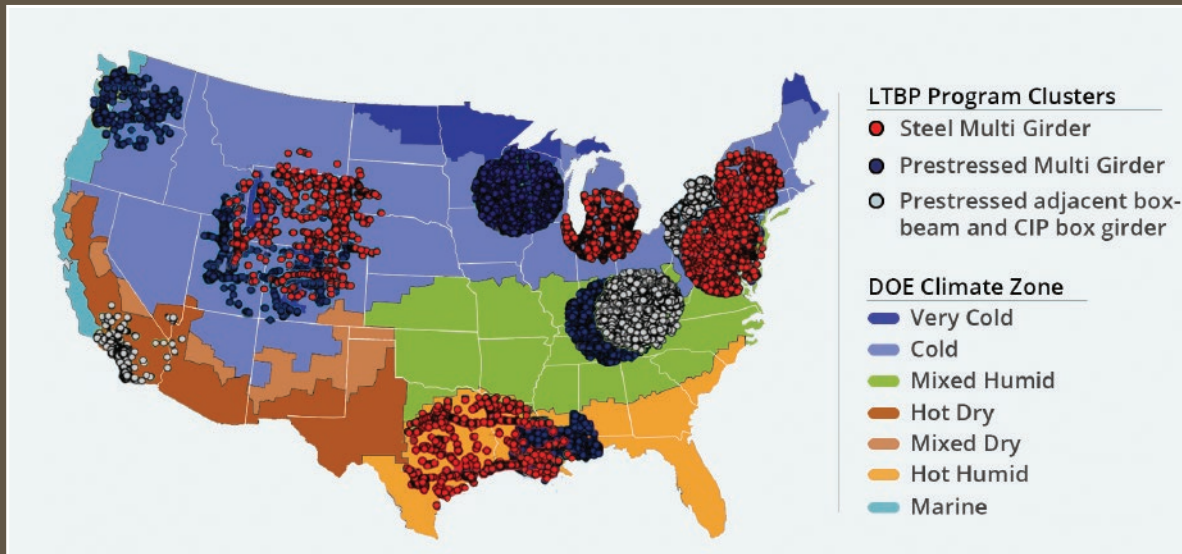 LTBP Program Clusters
Steel Multi Girder
Prestressed Multi Girder
Prestressed adjacent box-
beam and CIP box girder
DOE Climate Zone
Very Cold
Cold
Mixed Humid
Hot Dry
Mixed Dry
Hot Humid
Marine